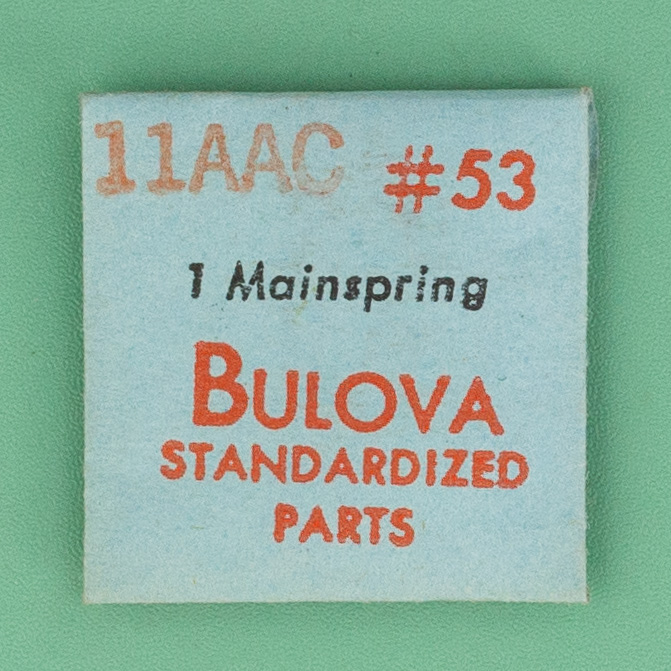 11AAC #53
1 Mainspring
BULOVA
STANDARDIZED
PARTS